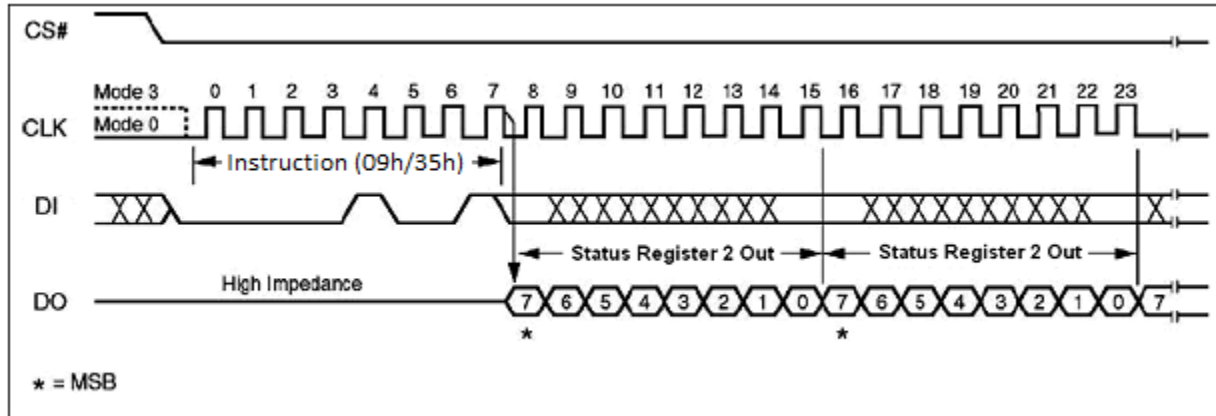 CS#
Mode 3 0 1 2 3 4 5 6 7 8 9 10 11 12 13 14 15 16 17 18 19 20 21 22 23
CLK Mode 0
Instruction (09h/35h)
DI
Status Register 2 Out Status Register 2 Out
High Impedance
DO 7 6 5 4 3 2 1 0 7 6 5 4 3 2 1 0 7
* *
* = MSB